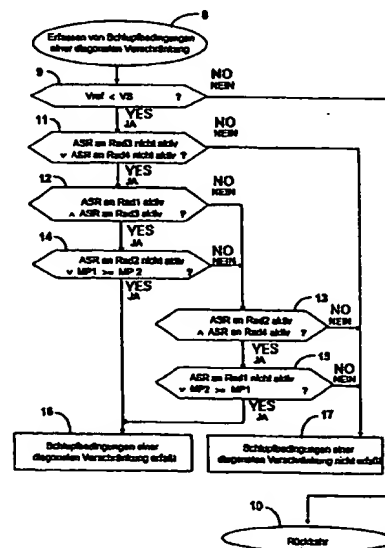 8
Erfassen von Schlupfbedingungen
einer diagonalen Verschränkung
9
Vref < VS ?
NO
NEIN
YES
JA
11
ASR an Rad3 nicht aktiv
v ASR an Rad4 nicht aktiv ?
NO
NEIN
YES
JA
12
ASR an Rad1 aktiv
^ ASR an Rad3 aktiv ?
NO
NEIN
YES
JA
14
ASR an Rad2 nicht aktiv
v MP1 >= MP2 ?
NO
NEIN
YES
JA
13
ASR an Rad2 aktiv
^ ASR an Rad4 aktiv ?
NO
NEIN
YES
JA
15
ASR an Rad1 nicht aktiv
v MP2 >= MP1 ?
NO
NEIN
YES
JA
16
Schlupfbedingungen einer
diagonalen Verschränkung erfaßt
17
Schlupfbedingungen einer
diagonalen Verschränkung nicht erfaßt
10
Rückkehr